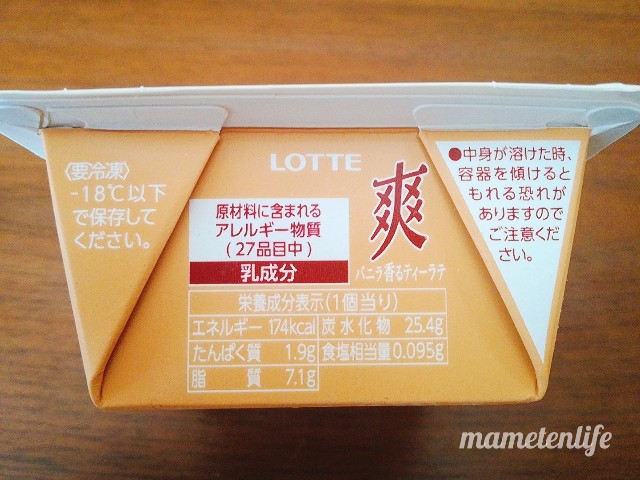 LOTTE
爽
バニラ香るティーラテ
〈要冷凍〉
-18℃以下
で保存して
ください。
原材料に含まれる
アレルギー物質
(27品目中)
乳成分
●中身が溶けた時、
容器を傾けると
もれる恐れが
ありますので
ご注意くださ
い。
栄養成分表示(1個当り)
エネルギー 174kcal 炭水化物 25.4g
たんぱく質 1.9g 食塩相当量 0.095g
脂質 7.1g
mametenlife